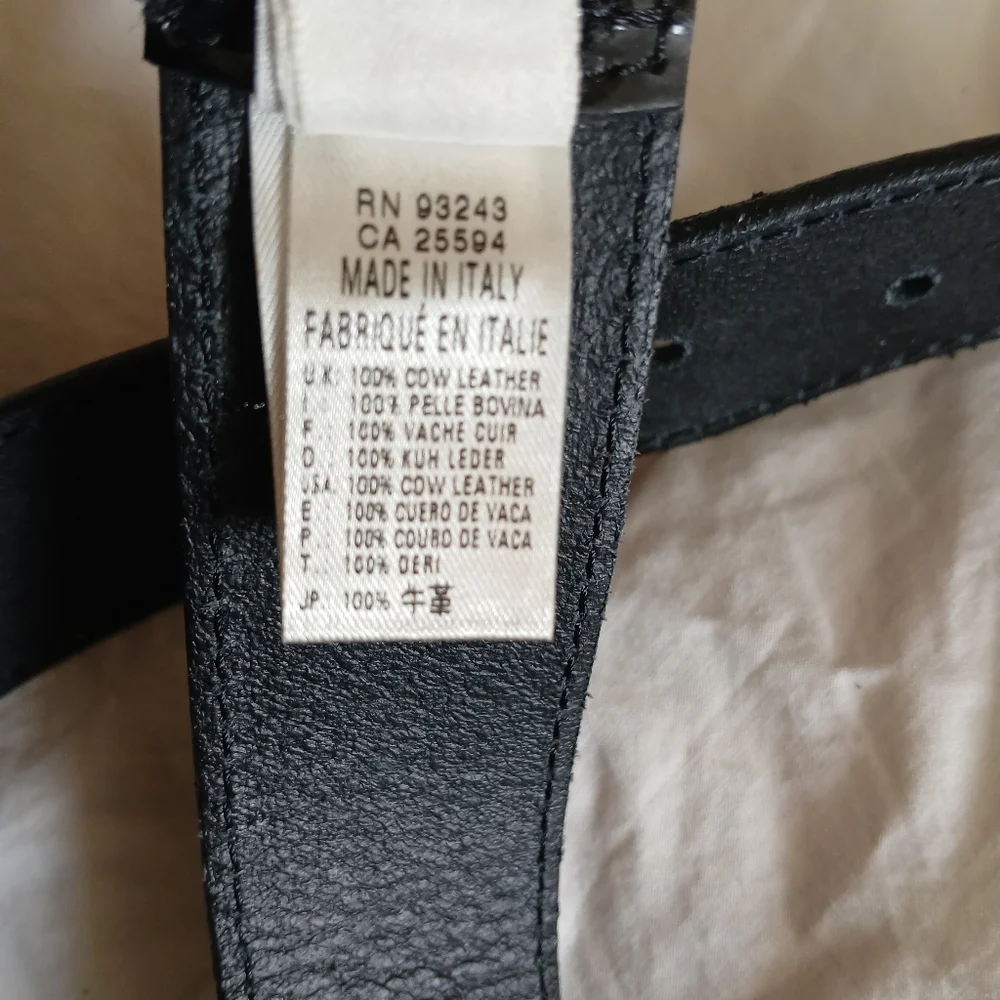 RN 93243
CA 25594
MADE IN ITALY
FABRIQUÉ EN ITALIE
U.K. 100% COW LEATHER
I. 100% PELLE BOVINA
F. 100% VACHE CUIR
D. 100% KUH LEDER
U.S.A. 100% COW LEATHER
E 100% CUERO DE VACA
P. 100% COURO DE VACA
T... 100% DERI
JP.: 100% 牛革